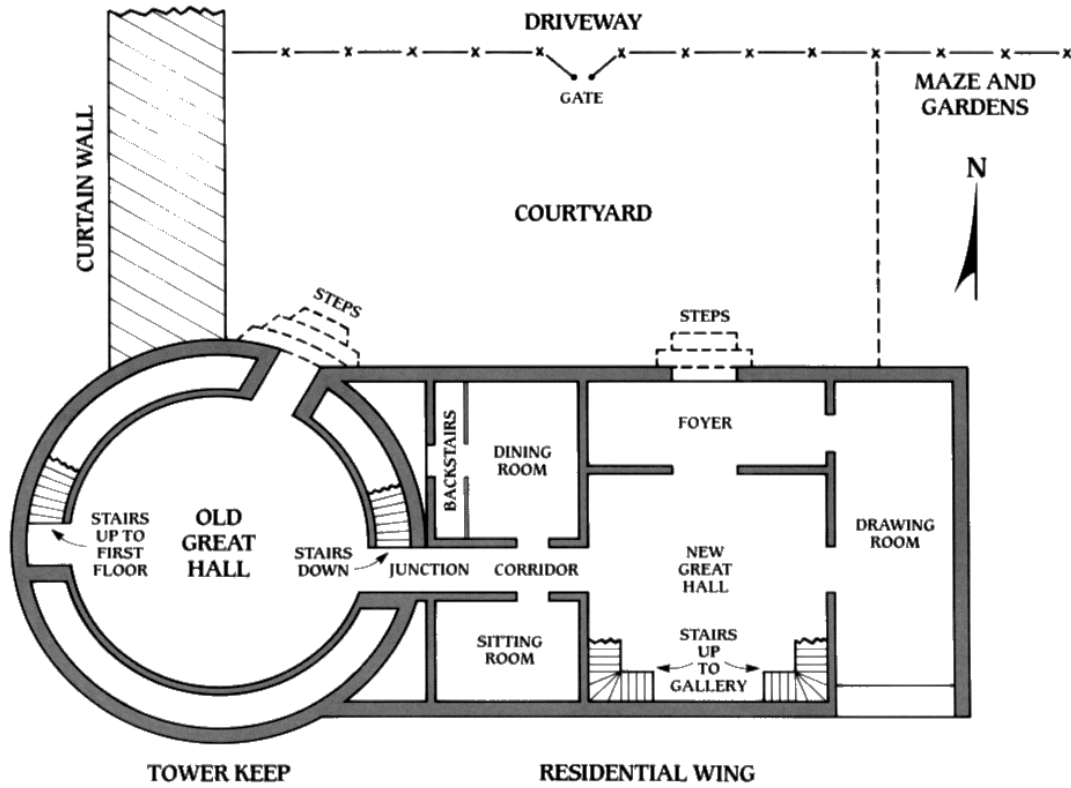 DRIVEWAY
GATE
MAZE AND
GARDENS
N
CURTAIN WALL
COURTYARD
STEPS
STEPS
FOYER
BACKSTAIRS
DINING
ROOM
STAIRS
UP TO
FIRST
FLOOR
OLD
GREAT
HALL
STAIRS
DOWN
JUNCTION
CORRIDOR
NEW
GREAT
HALL
DRAWING
ROOM
SITTING
ROOM
STAIRS
UP
TO
GALLERY
TOWER KEEP
RESIDENTIAL WING